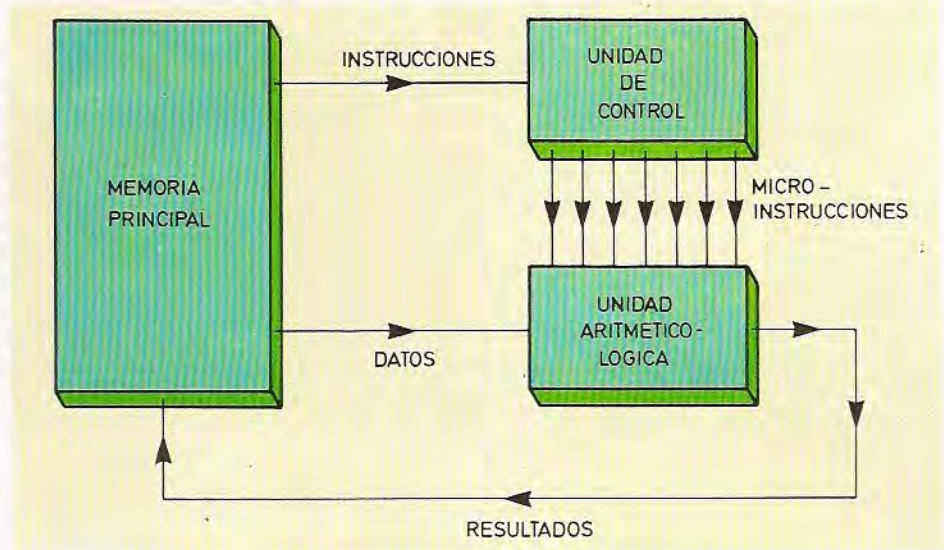 INSTRUCCIONES
UNIDAD
DE
CONTROL
MEMORIA
PRINCIPAL
MICRO-
INSTRUCCIONES
UNIDAD
ARITMETICO-
LOGICA
DATOS
RESULTADOS